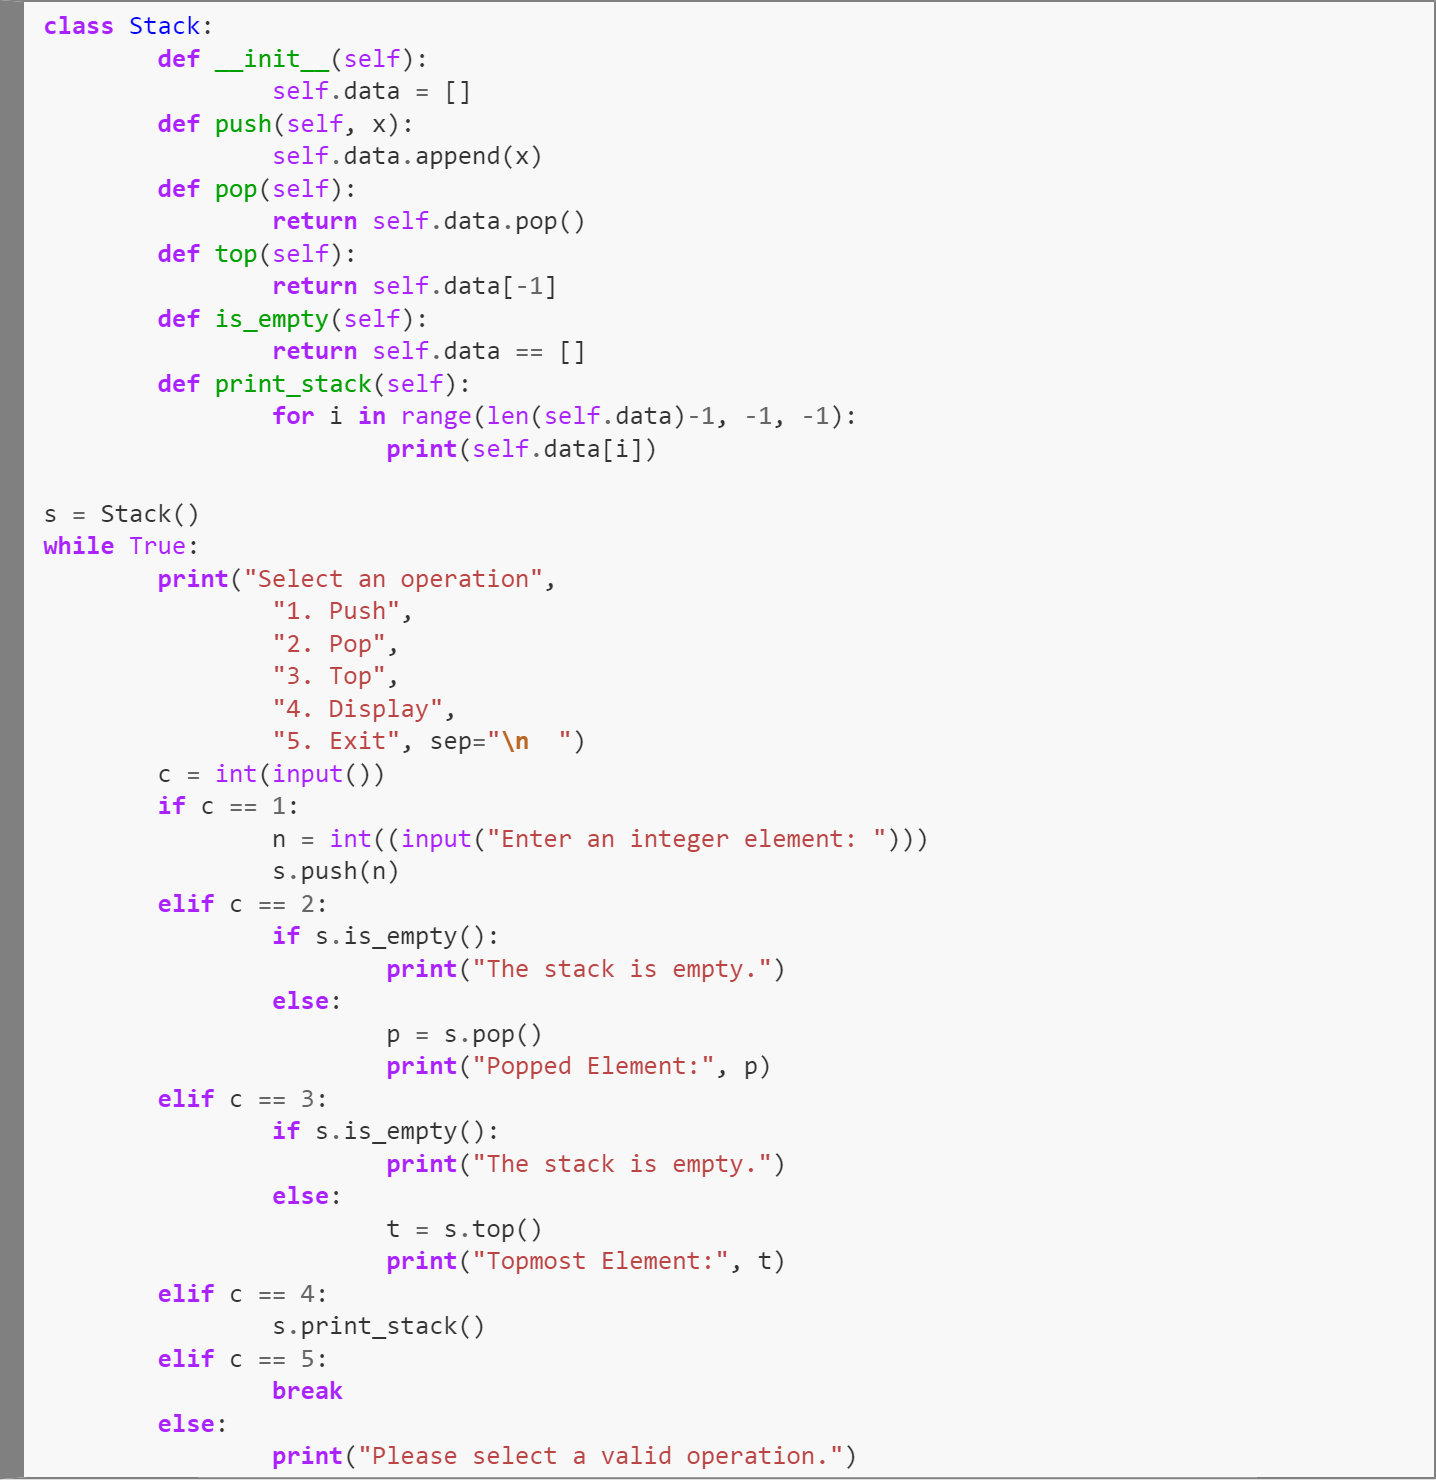 class Stack:
        def __init__(self):
                self.data = []
        def push(self, x):
                self.data.append(x)
        def pop(self):
                return self.data.pop()
        def top(self):
                return self.data[-1]
        def is_empty(self):
                return self.data == []
        def print_stack(self):
                for i in range(len(self.data)-1, -1, -1):
                        print(self.data[i])

s = Stack()
while True:
        print("Select an operation",
                "1. Push",
                "2. Pop",
                "3. Top",
                "4. Display",
                "5. Exit", sep="\n  ")
        c = int(input())
        if c == 1:
                n = int((input("Enter an integer element: ")))
                s.push(n)
        elif c == 2:
                if s.is_empty():
                        print("The stack is empty.")
                else:
                        p = s.pop()
                        print("Popped Element:", p)
        elif c == 3:
                if s.is_empty():
                        print("The stack is empty.")
                else:
                        t = s.top()
                        print("Topmost Element:", t)
        elif c == 4:
                s.print_stack()
        elif c == 5:
                break
        else:
                print("Please select a valid operation.")